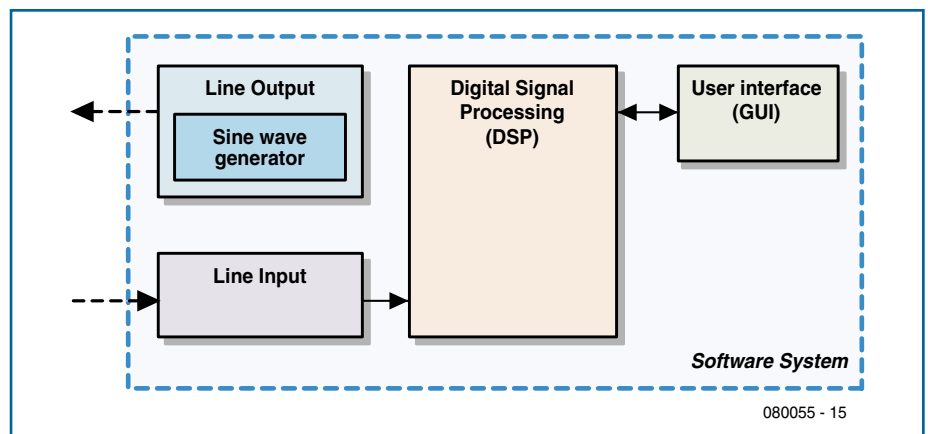 Line Output
Sine wave
generator
Digital Signal
Processing
(DSP)
User interface
(GUI)
Line Input
Software System
080055 - 15